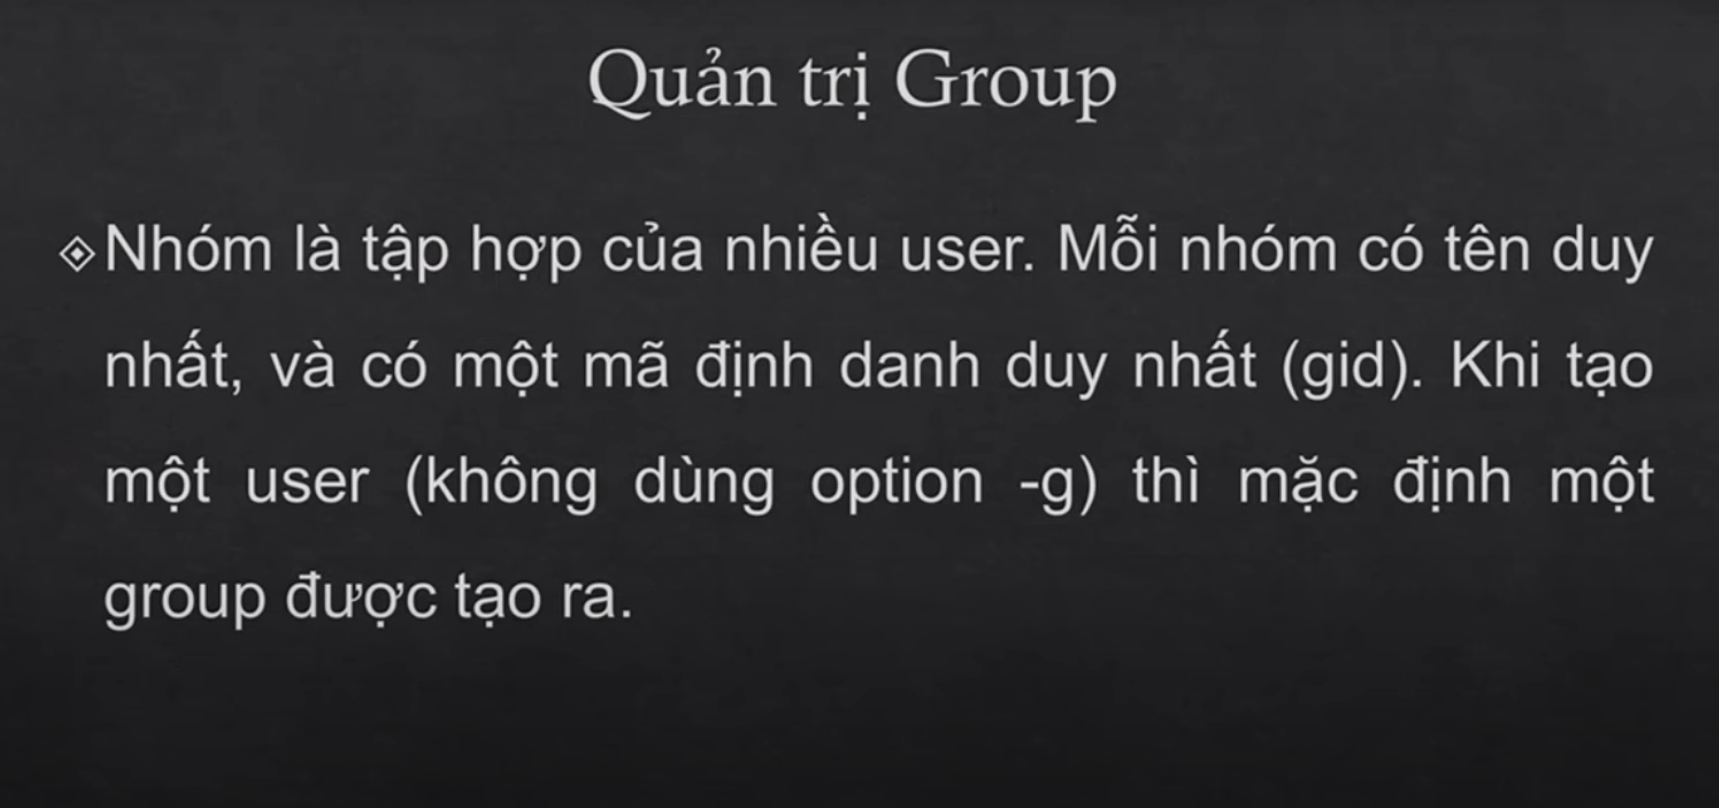 Quản trị Group
Nhóm là tập hợp của nhiều user. Mỗi nhóm có tên duy
nhất, và có một mã định danh duy nhất (gid). Khi tạo
một user (không dùng option -g) thì mặc định một
group được tạo ra.